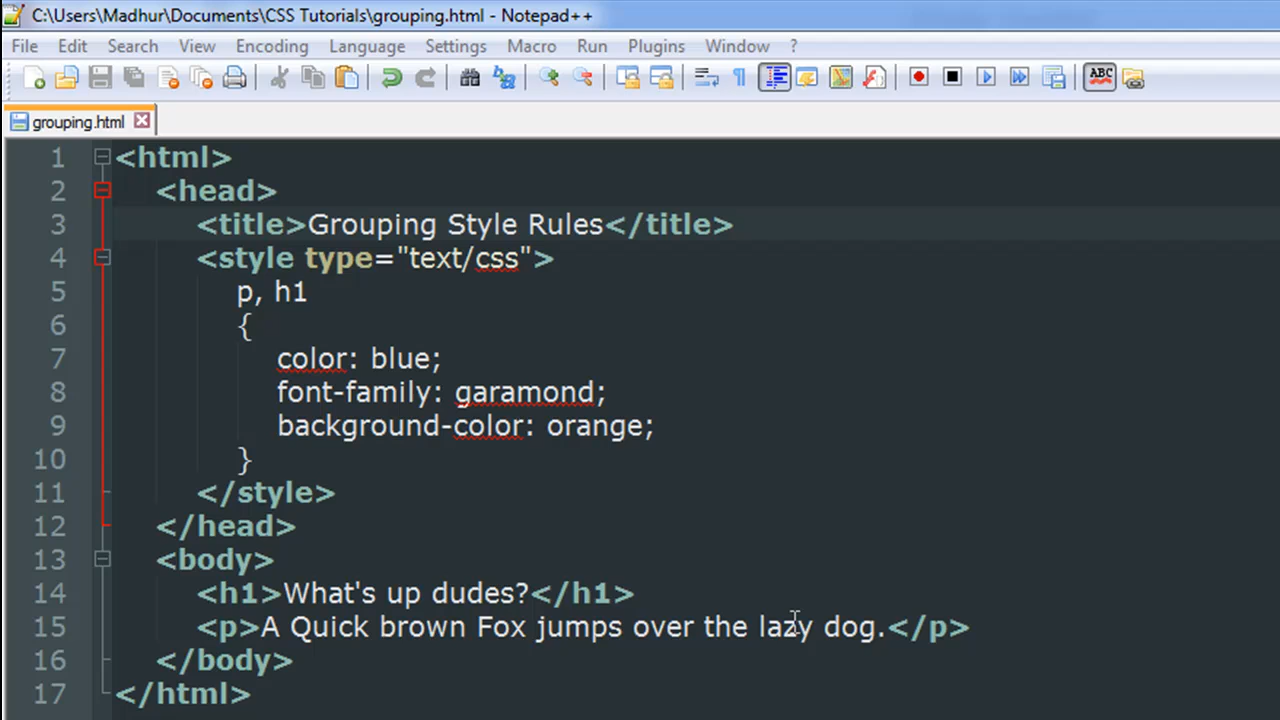 C:\Users\Madhur\Documents\CSS Tutorials\grouping.html - Notepad++
File Edit Search View Encoding Language Settings Macro Run Plugins Window ?
ABC
grouping.html
1 <html>
2 <head>
3 <title>Grouping Style Rules</title>
4 <style type="text/css">
5 p, h1
6 {
7 color: blue;
8 font-family: garamond;
9 background-color: orange;
10 }
11 </style>
12 </head>
13 <body>
14 <h1>What's up dudes?</h1>
15 <p>A Quick brown Fox jumps over the lazy dog.</p>
16 </body>
17 </html>